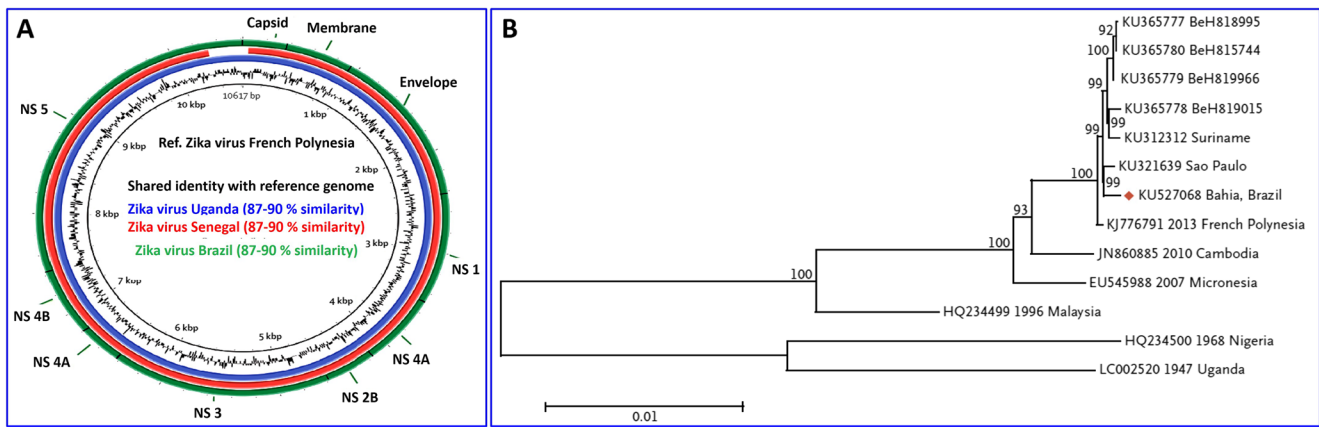 A
Capsid
Membrane
Envelope
NS 5
10617 bp
10 kbp
1 kbp
9 kbp
Ref. Zika virus French Polynesia
2 kbp
Shared identity with reference genome
Zika virus Uganda (87-90 % similarity)
8 kbp
Zika virus Senegal (87-90 % similarity)
Zika virus Brazil (87-90 % similarity)
3 kbp
NS 1
7 kbp
4 kbp
NS 4B
6 kbp
5 kbp
NS 4A
NS 4A
NS 2B
NS 3
B
92
KU365777 BeH818995
100
KU365780 BeH815744
KU365779 BeH819966
99
KU365778 BeH819015
99
99
KU312312 Suriname
KU321639 Sao Paulo
100
99
KU527068 Bahia, Brazil
93
KJ776791 2013 French Polynesia
100
JN860885 2010 Cambodia
100
EU545988 2007 Micronesia
HQ234499 1996 Malaysia
HQ234500 1968 Nigeria
LC002520 1947 Uganda
0.01